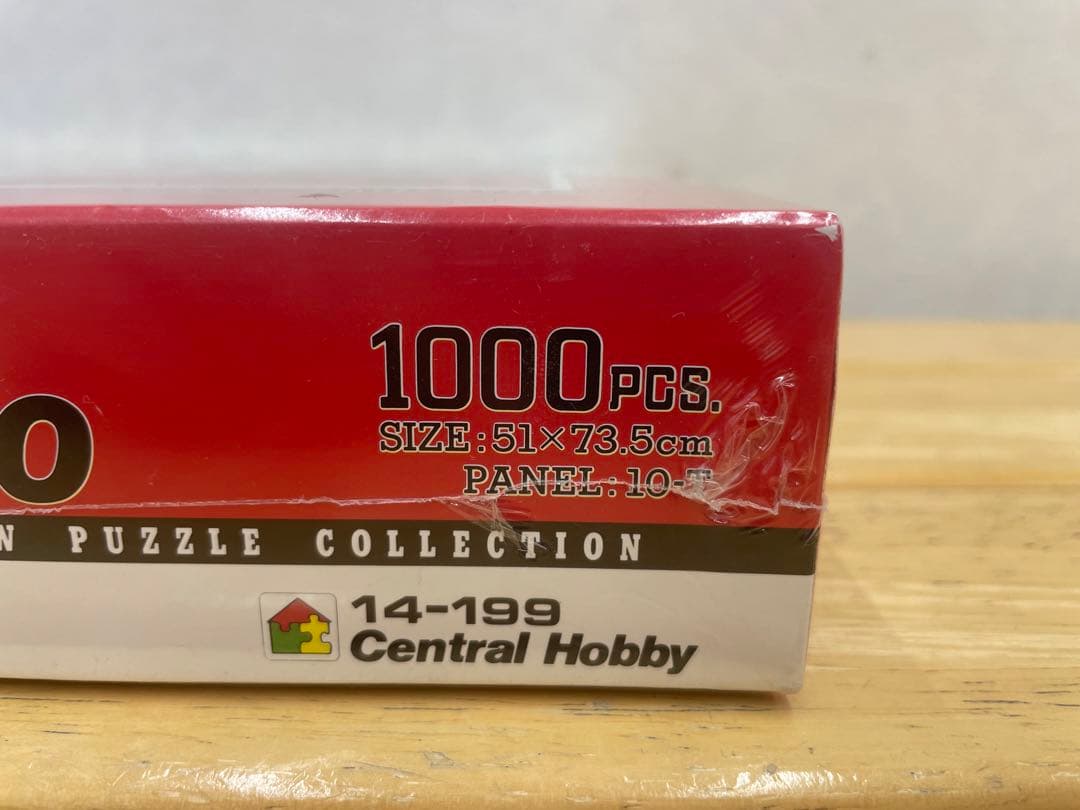 1000PCS.
SIZE:51×73.5cm
PANEL:10-T
O
N PUZZLE COLLECTION
14-199
Central Hobby